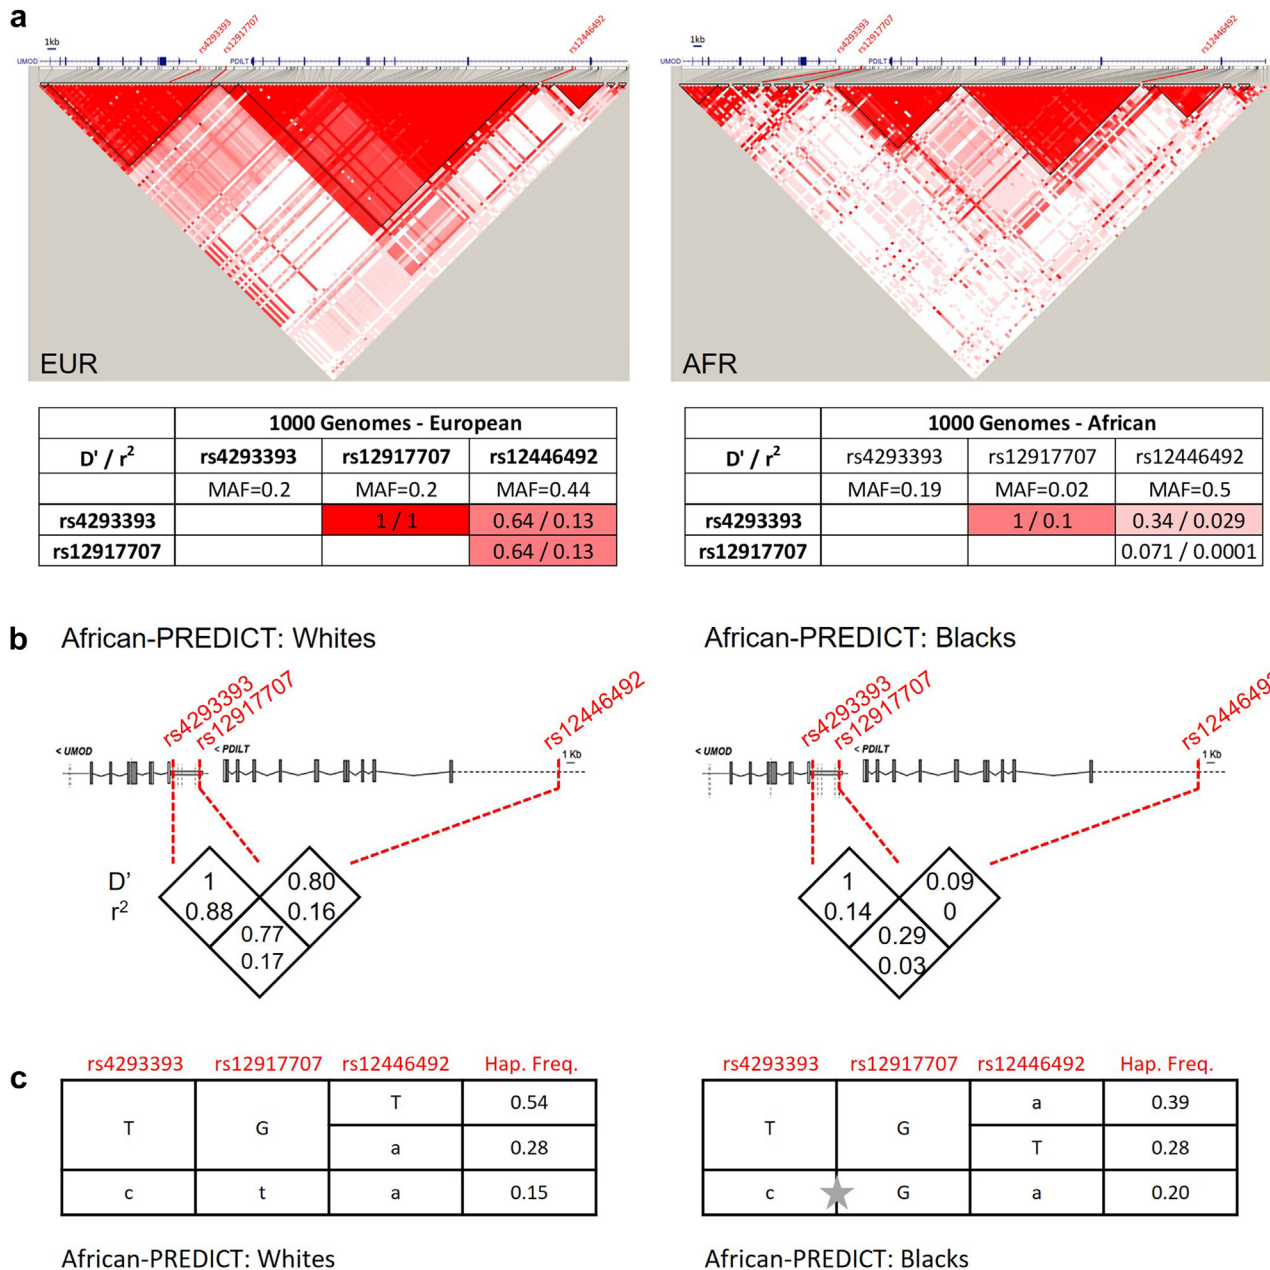 a
rs4293393
rs12917707
rs12446492
1kb
UMOD
PDILT
EUR
rs4293393
rs12917707
rs12446492
1kb
UMOD
PDILT
AFR
1000 Genomes - European
D' / r² rs4293393 rs12917707 rs12446492
MAF=0.2 MAF=0.2 MAF=0.44
rs4293393 1 / 1 0.64 / 0.13
rs12917707 0.64 / 0.13
1000 Genomes - African
D' / r² rs4293393 rs12917707 rs12446492
MAF=0.19 MAF=0.02 MAF=0.5
rs4293393 1 / 0.1 0.34 / 0.029
rs12917707 0.071 / 0.0001
b
African-PREDICT: Whites
rs4293393
rs12917707
rs12446492
< UMOD
< PDILT
1 Kb
D’ 1 0.80
r² 0.88 0.16
0.77
0.17
African-PREDICT: Blacks
rs4293393
rs12917707
rs1244649
< UMOD
< PDILT
1 Kb
1 0.09
0.14 0
0.29
0.03
c
rs4293393 rs12917707 rs12446492 Hap. Freq.
T G T 0.54
a 0.28
c t a 0.15
African-PREDICT: Whites
rs4293393 rs12917707 rs12446492 Hap. Freq.
T G a 0.39
T 0.28
c G a 0.20
African-PREDICT: Blacks